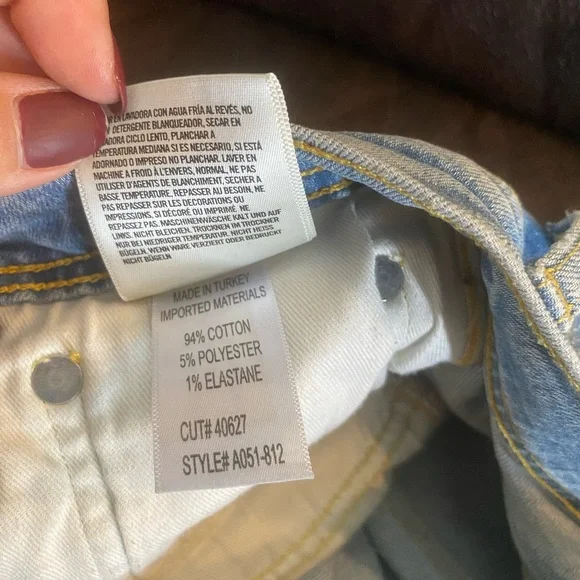 EN LAVADORA CON AGUA FRÍA AL REVÉS, NO
DETERGENTE BLANQUEADOR, SECAR EN
CICLO LENTO, PLANCHAR A
TEMPERATURA MEDIANA SI ES NECESARIO, SI ESTÁ
ADORNADO O IMPRESO NO PLANCHAR. LAVER EN
MACHINE A FROID À L'ENVERS, NORMAL, NE PAS
UTILISER D'AGENTS DE BLANCHIMENT, SECHER A
BASSE TEMPERATURE. REPASSER AU BESOIN, NE
PAS REPASSER SUR LES DECORATIONS OU
IMPRESSIONS, SI DÉCORÉ OU IMPRIMÉ NE
REPASSEZ PAS. MASCHINENWÄSCHE KALT UND AUF
LINKS. NICHT BLEICHEN. TROCKNEN IM TROCKNER
NUR BEI NIEDRIGER TEMPERATUR. NICHT HEISS
BÜGELN. WENN WARE VERZIERT ODER BEDRUCKT
NICHT BÜGELN
MADE IN TURKEY
IMPORTED MATERIALS
94% COTTON
5% POLYESTER
1% ELASTANE
CUT# 40627
STYLE# A051-812